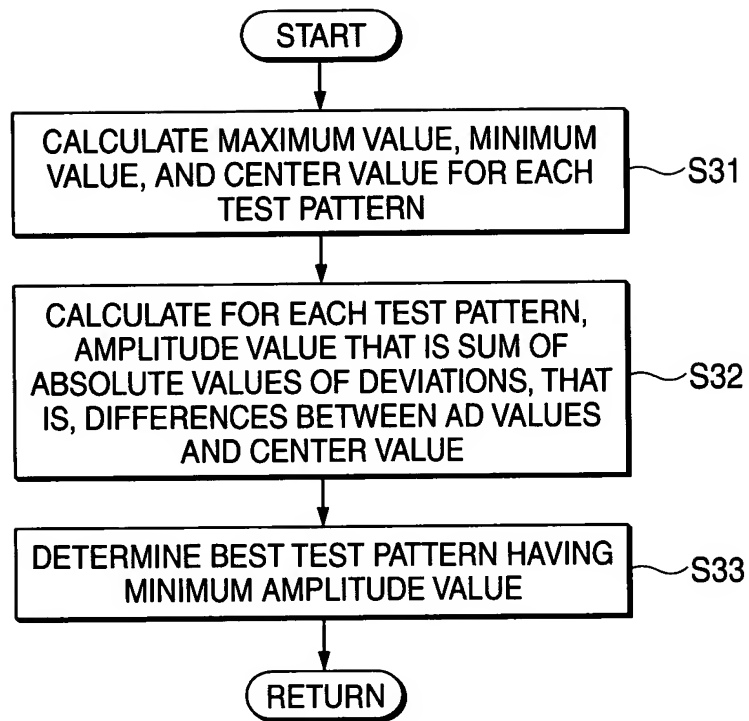 START
CALCULATE MAXIMUM VALUE, MINIMUM
VALUE, AND CENTER VALUE FOR EACH
TEST PATTERN
S31
CALCULATE FOR EACH TEST PATTERN,
AMPLITUDE VALUE THAT IS SUM OF
ABSOLUTE VALUES OF DEVIATIONS, THAT
IS, DIFFERENCES BETWEEN AD VALUES
AND CENTER VALUE
S32
DETERMINE BEST TEST PATTERN HAVING
MINIMUM AMPLITUDE VALUE
S33
RETURN